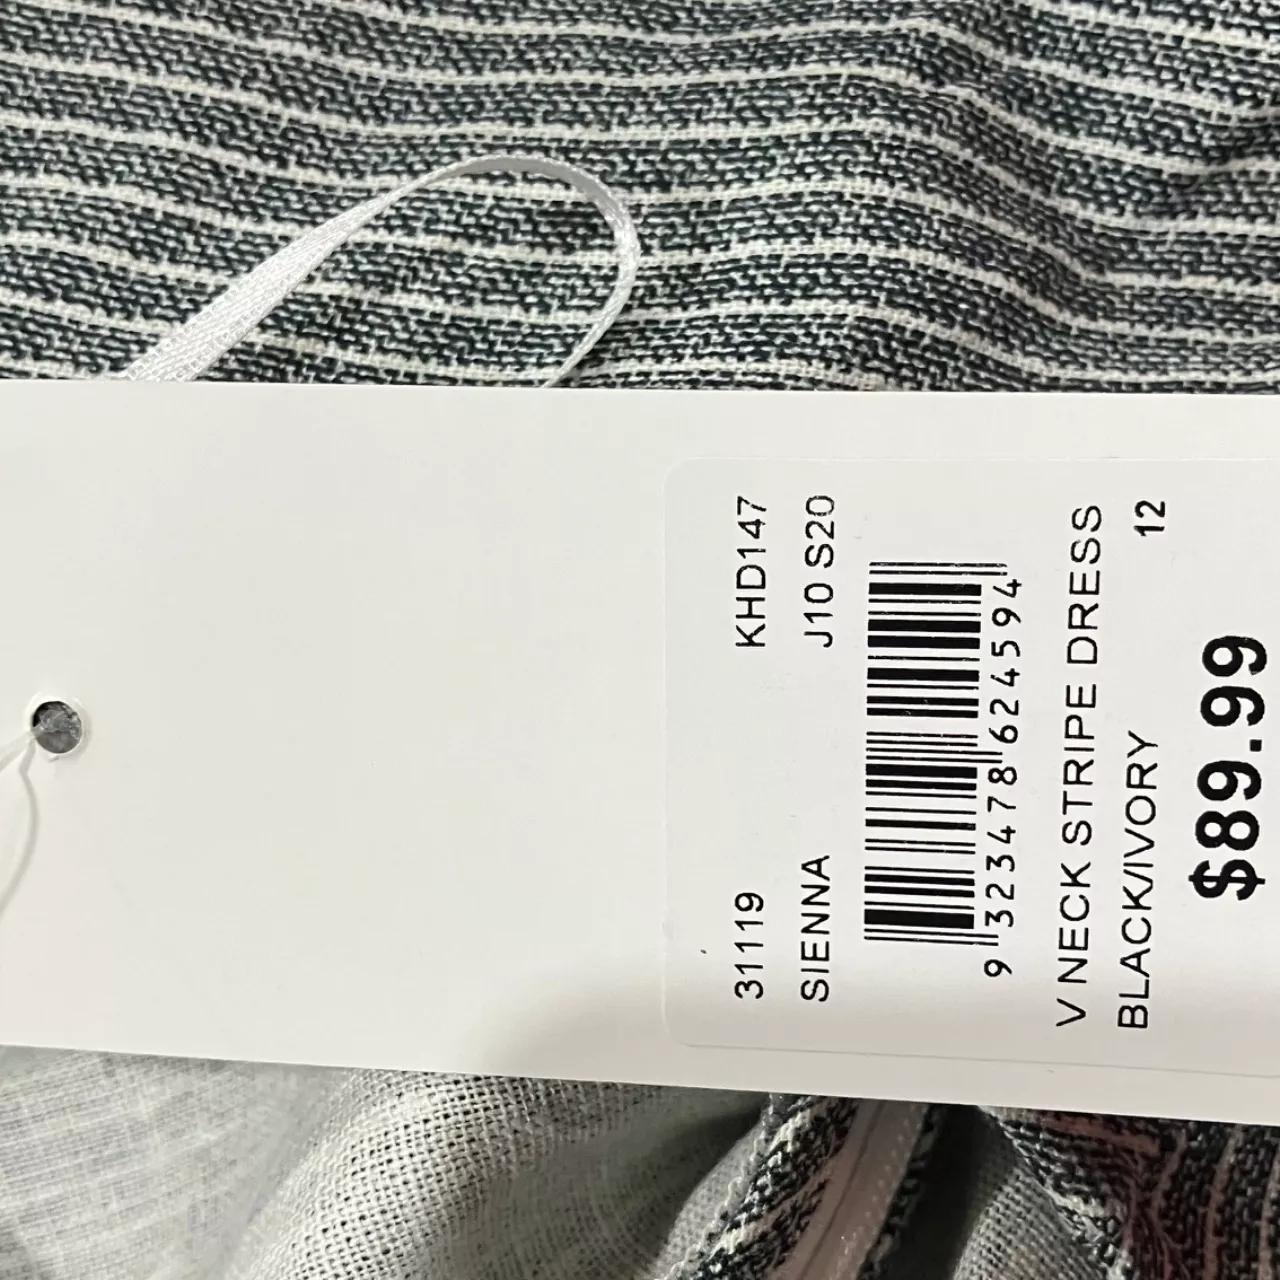 31119 KHD147
SIENNA J10 S20
9 323478 624594
V NECK STRIPE DRESS
BLACK/IVORY 12
$89.99